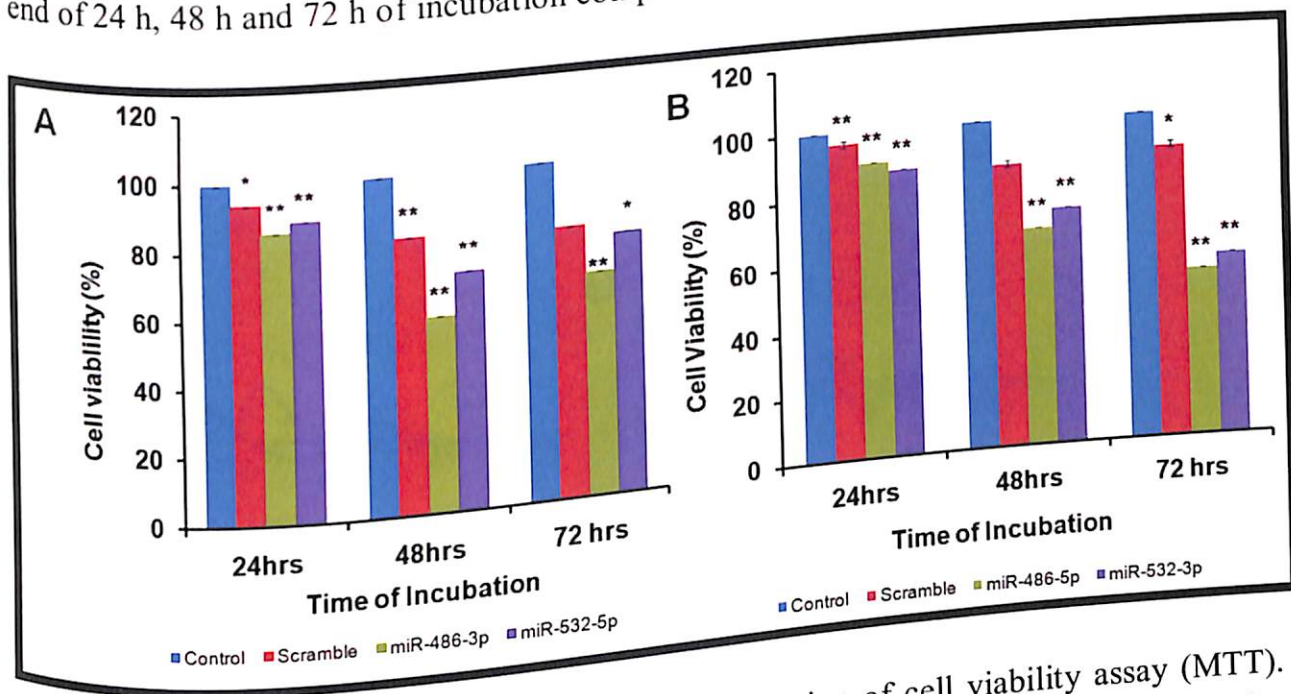 end of 24 h, 48 h and 72 h of incubation
A
120
100
80
60
40
20
0
Cell viablility (%)
* ** **
** ** **
** *
24hrs 48hrs 72 hrs
Time of Incubation
Control Scramble miR-486-3p miR-532-5p
B
120
100
80
60
40
20
0
Cell Viability (%)
** ** **
** **
* ** **
24hrs 48hrs 72 hrs
Time of Incubation
Control Scramble miR-486-5p miR-532-3p
of cell viability assay (MTT).